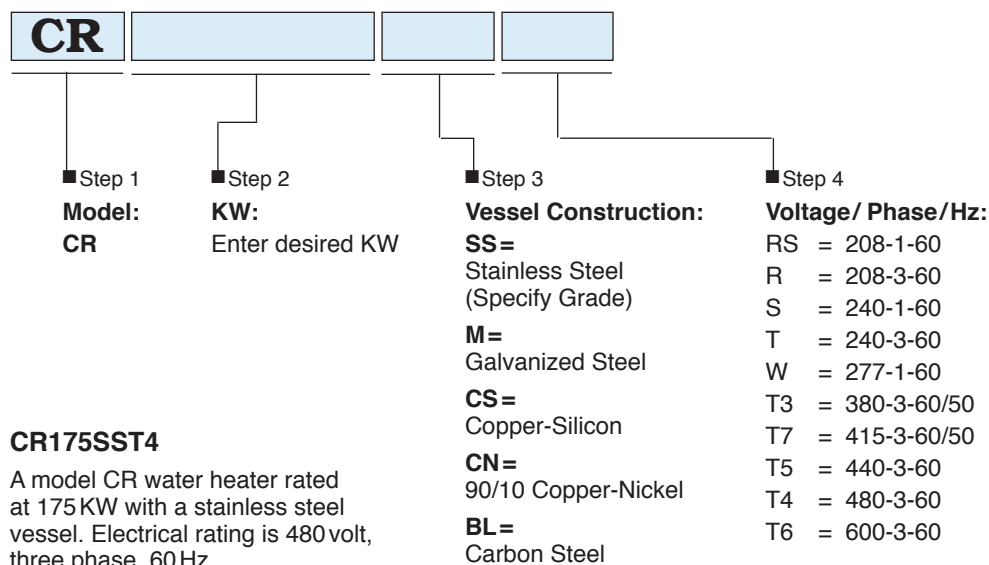 CR
■ Step 1
Model:
CR
■ Step 2
KW:
Enter desired KW
■ Step 3
Vessel Construction:
SS=
Stainless Steel
(Specify Grade)
M=
Galvanized Steel
CS=
Copper-Silicon
CN=
90/10 Copper-Nickel
BL=
Carbon Steel
■ Step 4
Voltage/ Phase/Hz:
RS = 208-1-60
R = 208-3-60
S = 240-1-60
T = 240-3-60
W = 277-1-60
T3 = 380-3-60/50
T7 = 415-3-60/50
T5 = 440-3-60
T4 = 480-3-60
T6 = 600-3-60
CR175SST4
A model CR water heater rated
at 175 KW with a stainless steel
vessel. Electrical rating is 480 volt,
three phase, 60 Hz